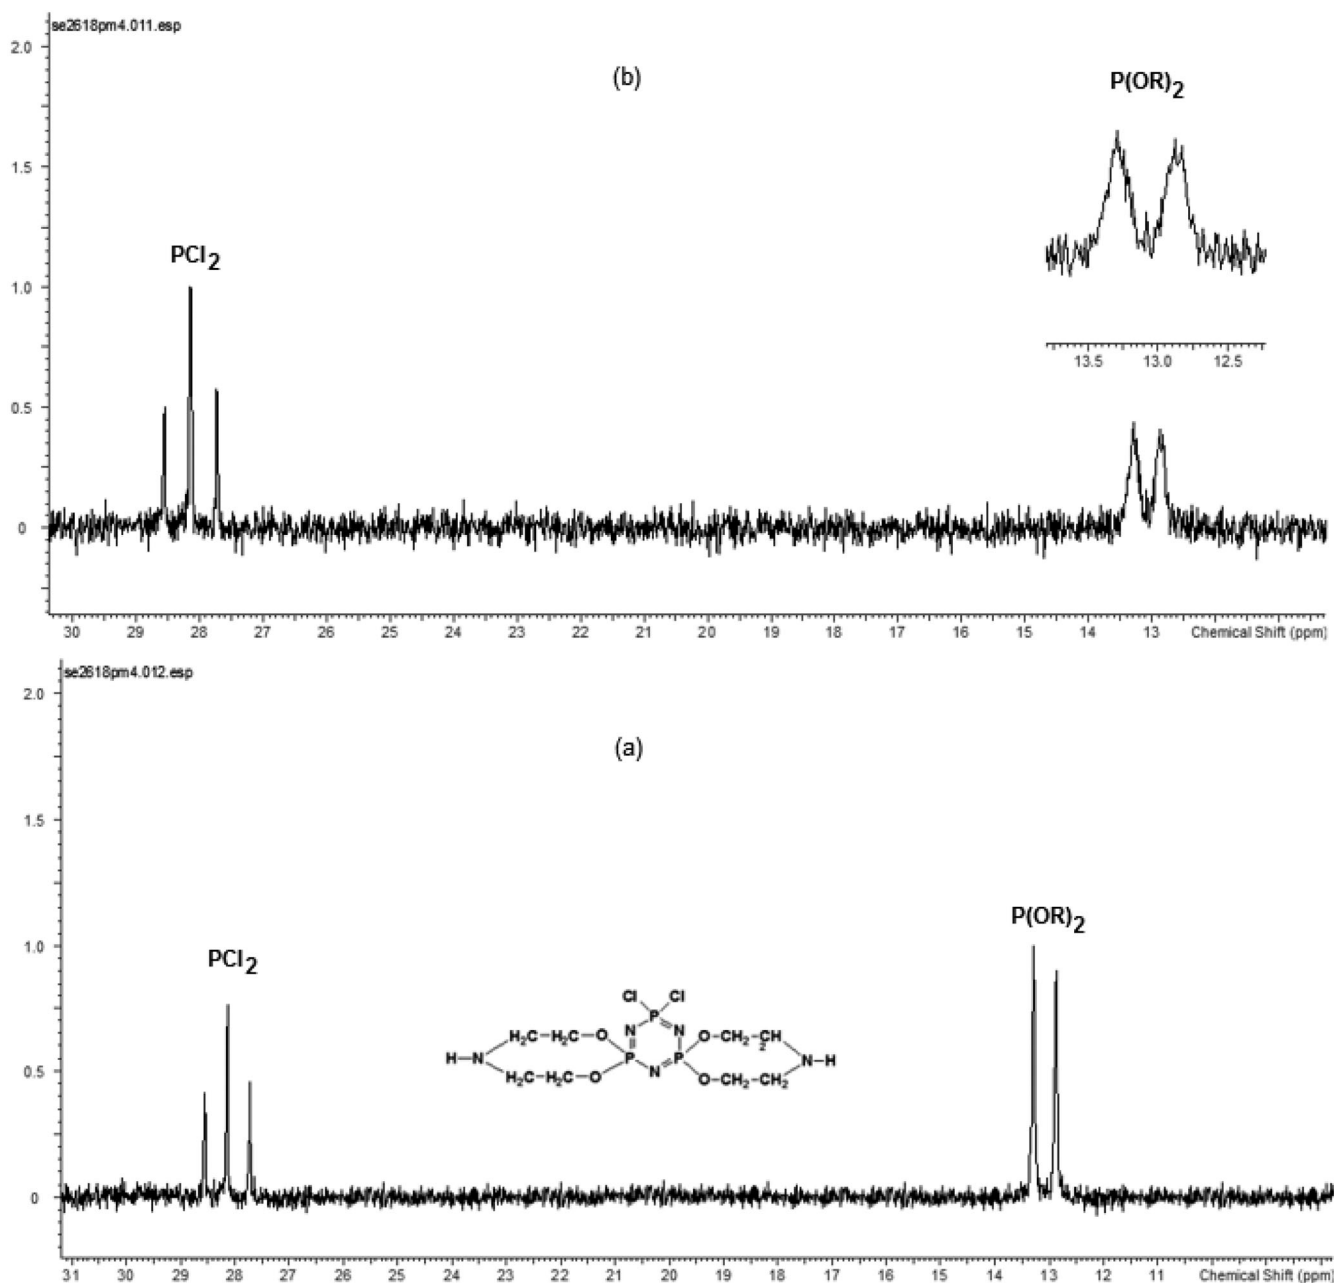 se2618pm4.011.esp
(b)
P(OR)2
PCl2
2.0
1.5
1.0
0.5
0
13.5 13.0 12.5
30 29 28 27 26 25 24 23 22 21 20 19 18 17 16 15 14 13 Chemical Shift (ppm)
se2618pm4.012.esp
(a)
P(OR)2
PCl2
2.0
1.5
1.0
0.5
0
Cl Cl
P
H2C–H2C–O N N O–CH2–CH2
H–N P P N–H
H2C–H2C–O N O–CH2–CH2
31 30 29 28 27 26 25 24 23 22 21 20 19 18 17 16 15 14 13 12 11 Chemical Shift (ppm)